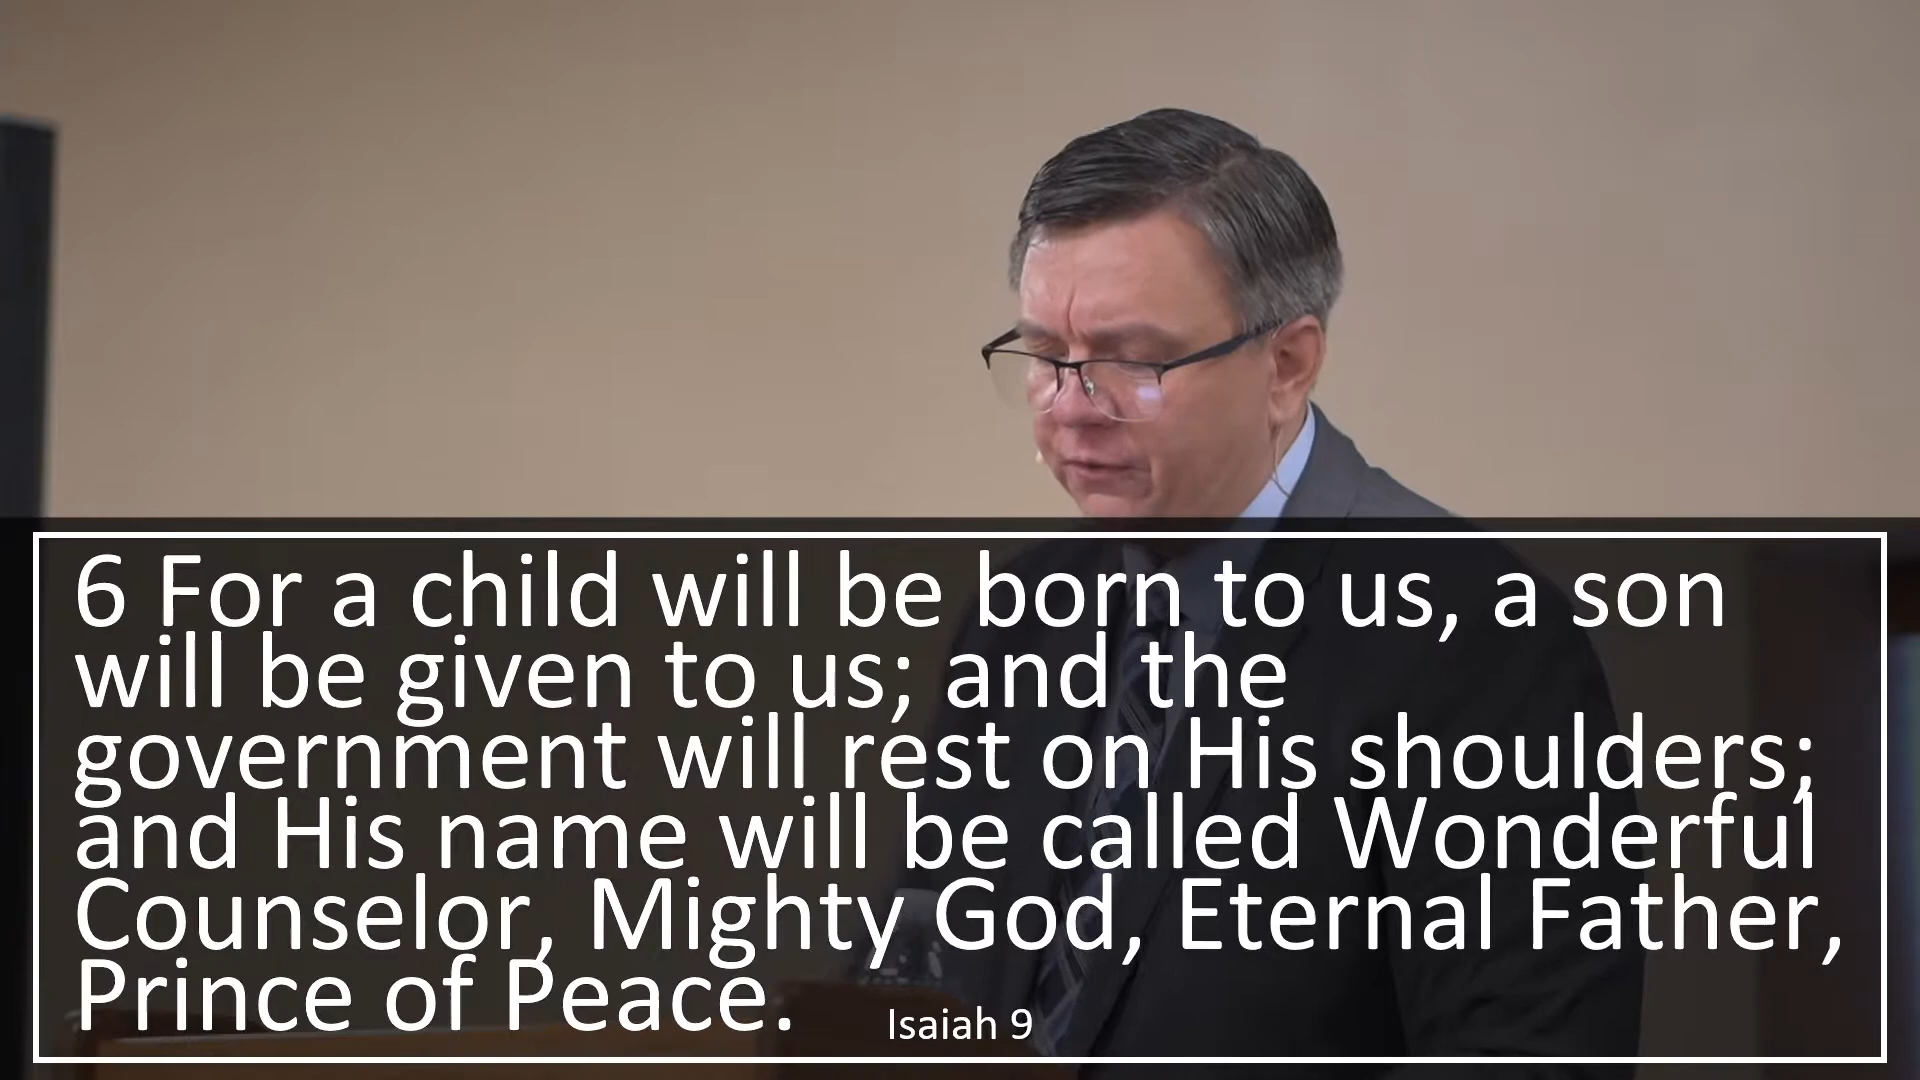 6 For a child will be born to us, a son
will be given to us; and the
government will rest on His shoulders;
and His name will be called Wonderful
Counselor, Mighty God, Eternal Father,
Prince of Peace.
Isaiah 9